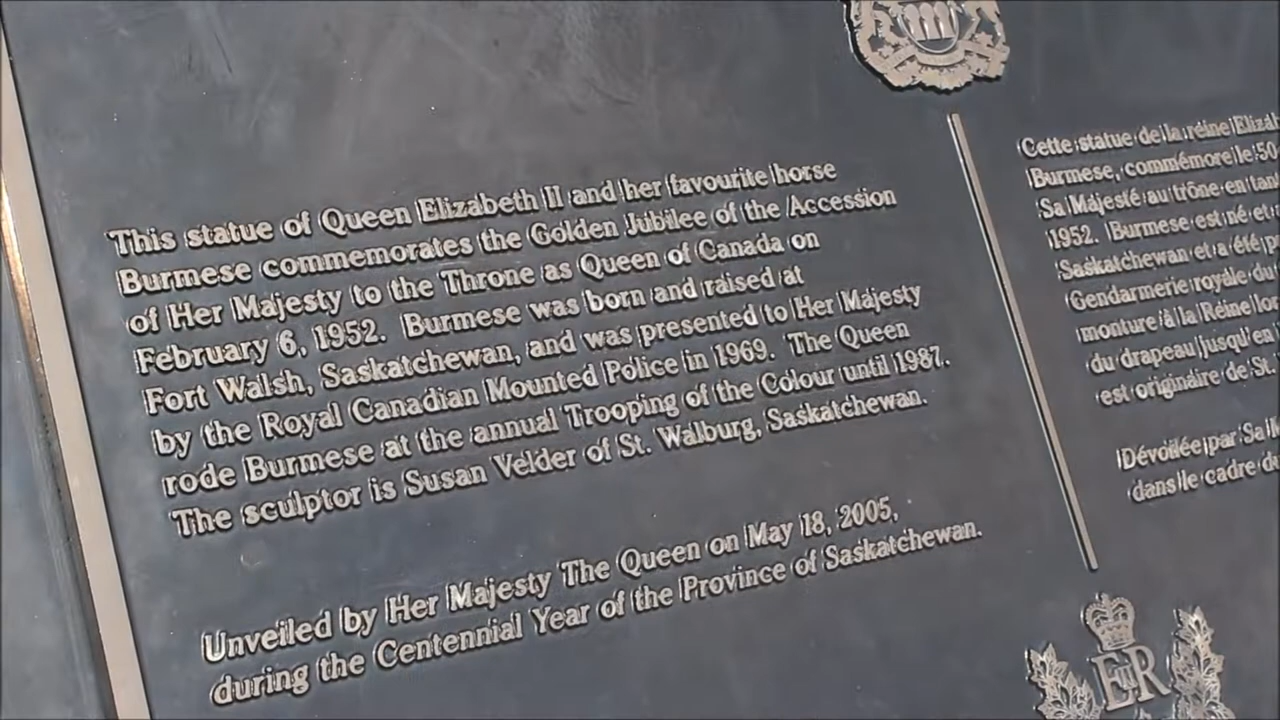 This statue of Queen Elizabeth II and her favourite horse
Burmese commemorates the Golden Jubilee of the Accession
of Her Majesty to the Throne as Queen of Canada on
February 6, 1952. Burmese was born and raised at
Fort Walsh, Saskatchewan, and was presented to Her Majesty
by the Royal Canadian Mounted Police in 1969. The Queen
rode Burmese at the annual Trooping of the Colour until 1987.
The sculptor is Susan Velder of St. Walburg, Saskatchewan.
Unveiled by Her Majesty The Queen on May 18, 2005,
during the Centennial Year of the Province of Saskatchewan.
Cette statue de la réine Elizab
Burmese, commémore le 50
Sa Majesté au trône en tant
1952. Burmese est né et
Saskatchewan et a été p
Gendarmerie royale du
monture à la Reine lor
du drapeau jusqu'en
est originaire de St.
Dévoilée par Sa
dans le cadre d
EIIR